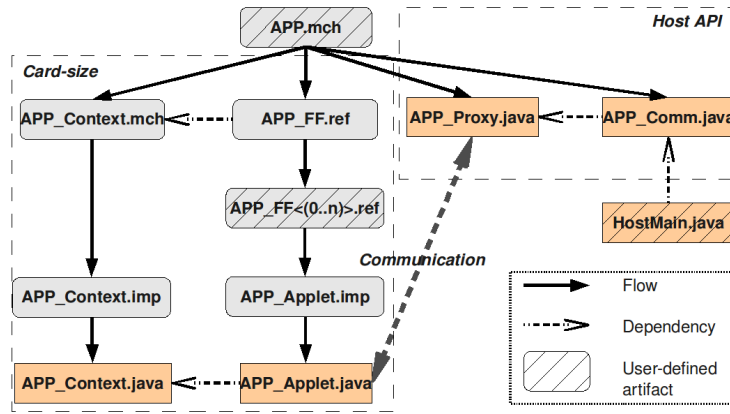 APP.mch
Host API
Card-size
APP_Context.mch
APP_FF.ref
APP_Proxy.java
APP_Comm.java
APP_FF<(0..n)>.ref
HostMain.java
Communication
APP_Context.imp
APP_Applet.imp
APP_Context.java
APP_Applet.java
Flow
Dependency
User-defined
artifact